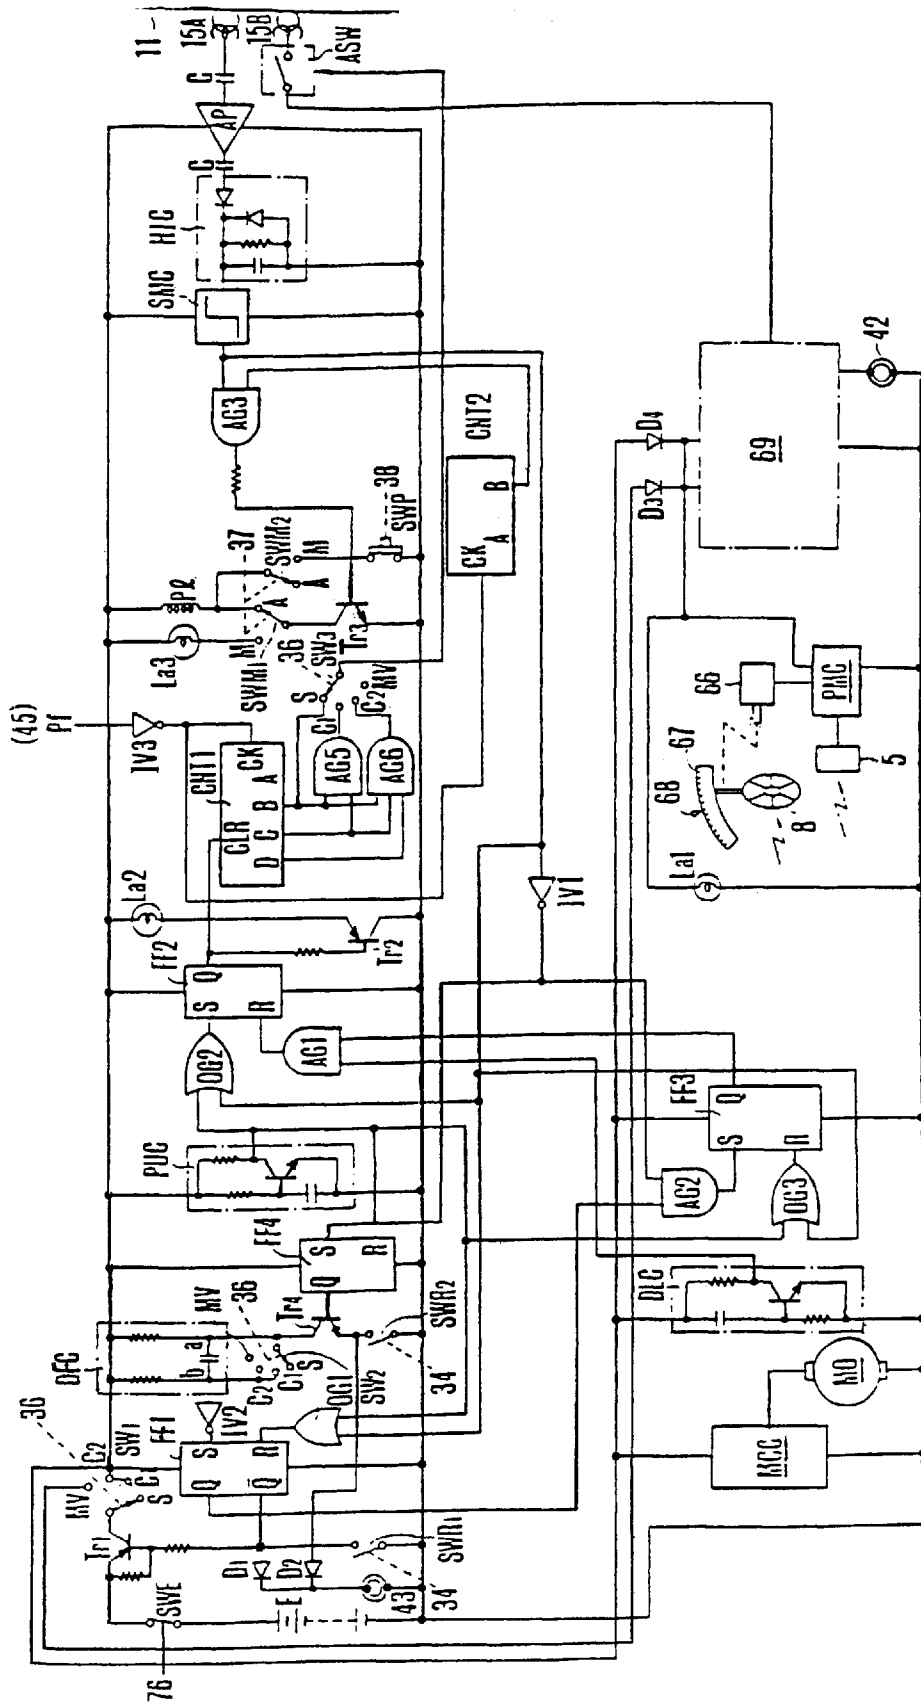 11
15A
15B
ASW
C
AP
C
HIC
SMC
AG3
CNT2
CK
A
B
38
SWP
37
SWM2
M
A
Pℓ
A
M
La3
SWM1
Tr3
SW3
36
S
C1
C2
MV
(45)
Pf
IV3
CNT1
CK
A
B
C
D
CLR
AG5
AG6
La2
FF2
S
Q
R
Tr2
OG2
AG1
IV1
PUC
FF4
S
Q
R
Tr4
SWR2
34
DFC
a
b
MV
36
C2
C1
S
SW2
OG1
36
C2
SW1
MV
C1
S
FF1
S
Q
R
Q̅
IV2
Tr1
SWE
76
E
D1
D2
43
SWR1
34
D4
D3
69
42
66
67
68
PMC
5
8
La1
FF3
Q
S
R
AG2
OG3
DLC
MO
MCC